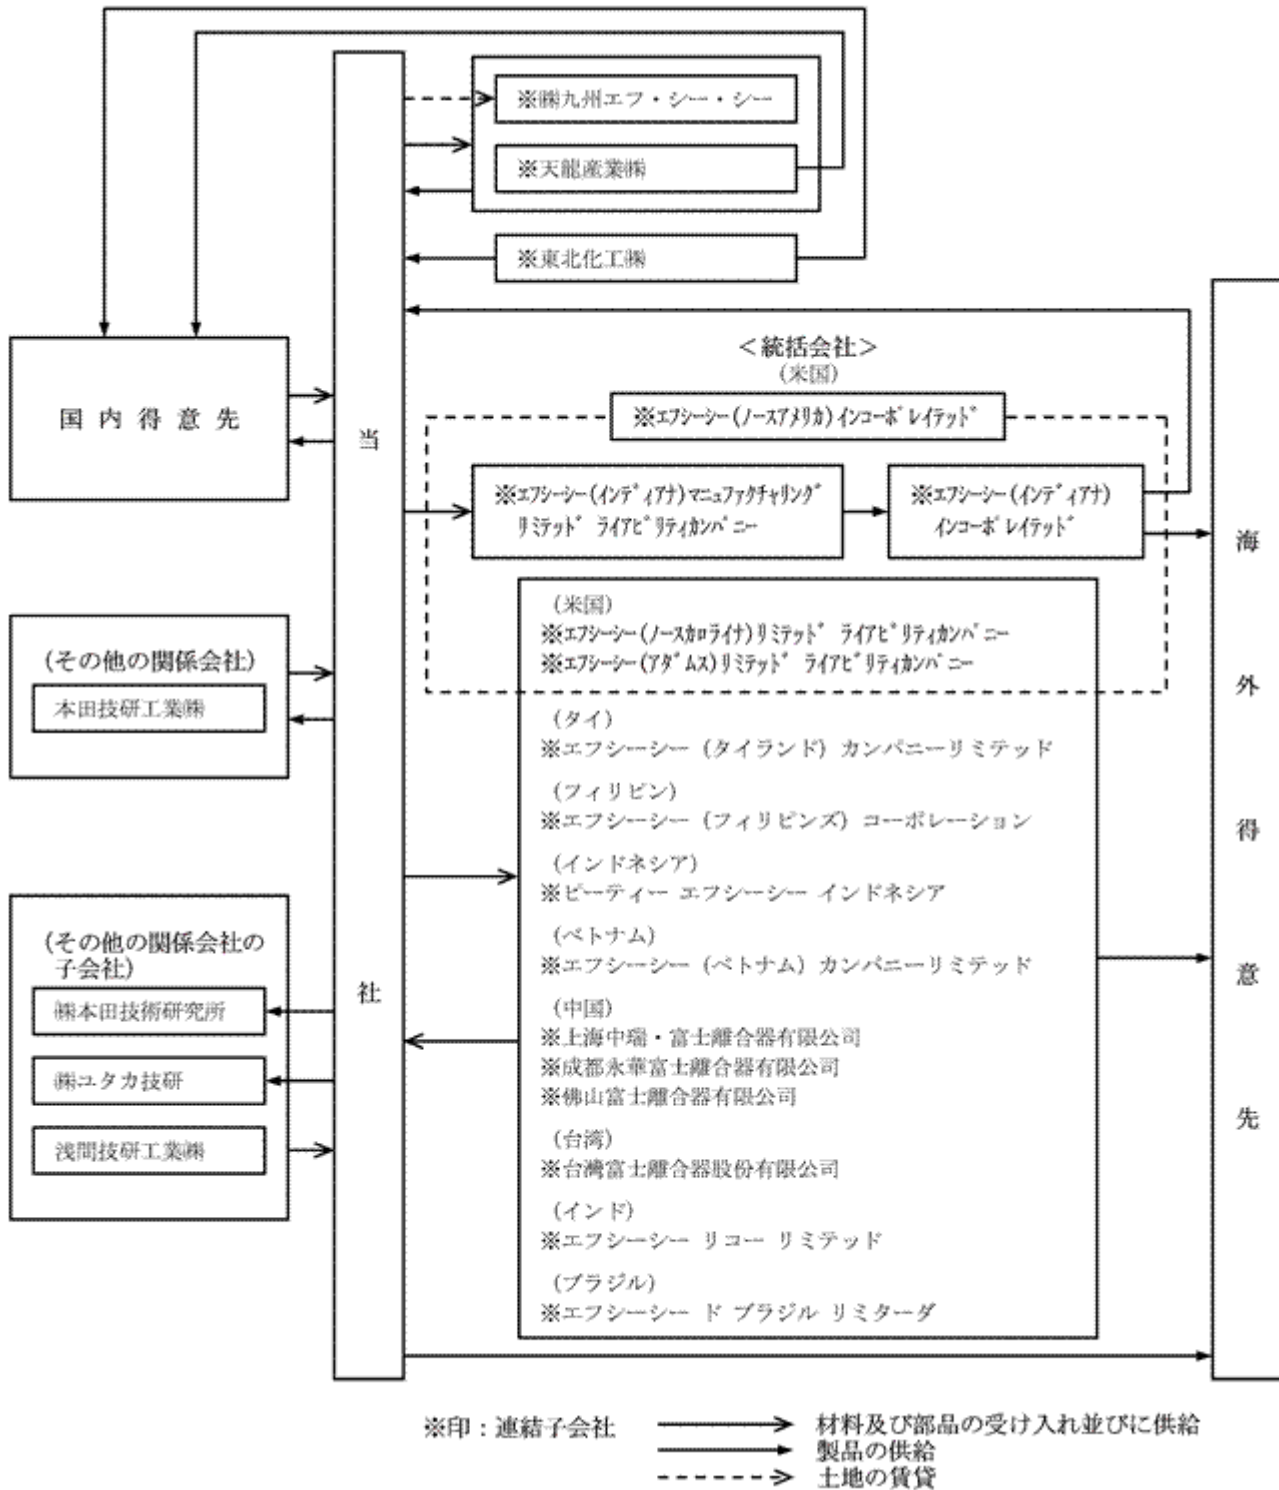 ※㈱九州エフ・シー・シー
※天龍産業㈱
※東北化工㈱
国内得意先
当社
(その他の関係会社)
本田技研工業㈱
(その他の関係会社の
子会社)
㈱本田技術研究所
㈱ユタカ技研
浅間技研工業㈱
＜統括会社＞
(米国)
※ｴﾌｼｰｼｰ(ﾉｰｽｱﾒﾘｶ)ｲﾝｺｰﾎﾟﾚｲﾃｯﾄﾞ
※ｴﾌｼｰｼｰ(ｲﾝﾃﾞｨｱﾅ)ﾏﾆｭﾌｧｸﾁｬﾘﾝｸﾞ
ﾘﾐﾃｯﾄﾞ ﾗｲｱﾋﾞﾘﾃｨｶﾝﾊﾟﾆｰ
※ｴﾌｼｰｼｰ(ｲﾝﾃﾞｨｱﾅ)
ｲﾝｺｰﾎﾟﾚｲﾃｯﾄﾞ
(米国)
※ｴﾌｼｰｼｰ(ﾉｰｽｶﾛﾗｲﾅ)ﾘﾐﾃｯﾄﾞ ﾗｲｱﾋﾞﾘﾃｨｶﾝﾊﾟﾆｰ
※ｴﾌｼｰｼｰ(ｱﾀﾞﾑｽ)ﾘﾐﾃｯﾄﾞ ﾗｲｱﾋﾞﾘﾃｨｶﾝﾊﾟﾆｰ
(タイ)
※エフシーシー (タイランド) カンパニーリミテッド
(フィリピン)
※エフシーシー (フィリピンズ) コーポレーション
(インドネシア)
※ピーティー エフシーシー インドネシア
(ベトナム)
※エフシーシー (ベトナム) カンパニーリミテッド
(中国)
※上海中瑞・富士離合器有限公司
※成都永華富士離合器有限公司
※佛山富士離合器有限公司
(台湾)
※台灣富士離合器股份有限公司
(インド)
※エフシーシー リコー リミテッド
(ブラジル)
※エフシーシー ド ブラジル リミターダ
海外得意先
※印：連結子会社
材料及び部品の受け入れ並びに供給
製品の供給
土地の賃貸